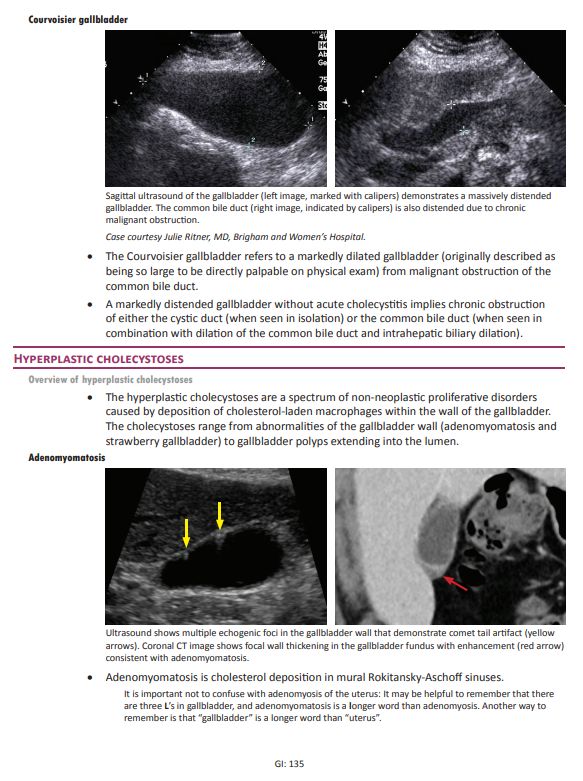 Courvoisier gallbladder
Sagittal ultrasound of the gallbladder (left image, marked with calipers) demonstrates a massively distended
gallbladder. The common bile duct (right image, indicated by calipers) is also distended due to chronic
malignant obstruction.
Case courtesy Julie Ritner, MD, Brigham and Women's Hospital.
• The Courvoisier gallbladder refers to a markedly dilated gallbladder (originally described as
being so large to be directly palpable on physical exam) from malignant obstruction of the
common bile duct.
• A markedly distended gallbladder without acute cholecystitis implies chronic obstruction
of either the cystic duct (when seen in isolation) or the common bile duct (when seen in
combination with dilation of the common bile duct and intrahepatic biliary dilation).
Hyperplastic cholecystoses
Overview of hyperplastic cholecystoses
• The hyperplastic cholecystoses are a spectrum of non-neoplastic proliferative disorders
caused by deposition of cholesterol-laden macrophages within the wall of the gallbladder.
The cholecystoses range from abnormalities of the gallbladder wall (adenomyomatosis and
strawberry gallbladder) to gallbladder polyps extending into the lumen.
Adenomyomatosis
Ultrasound shows multiple echogenic foci in the gallbladder wall that demonstrate comet tail artifact (yellow
arrows). Coronal CT image shows focal wall thickening in the gallbladder fundus with enhancement (red arrow)
consistent with adenomyomatosis.
• Adenomyomatosis is cholesterol deposition in mural Rokitansky-Aschoff sinuses.
It is important not to confuse with adenomyosis of the uterus: It may be helpful to remember that there
are three L's in gallbladder, and adenomyomatosis is a longer word than adenomyosis. Another way to
remember is that "gallbladder" is a longer word than "uterus".
GI: 135